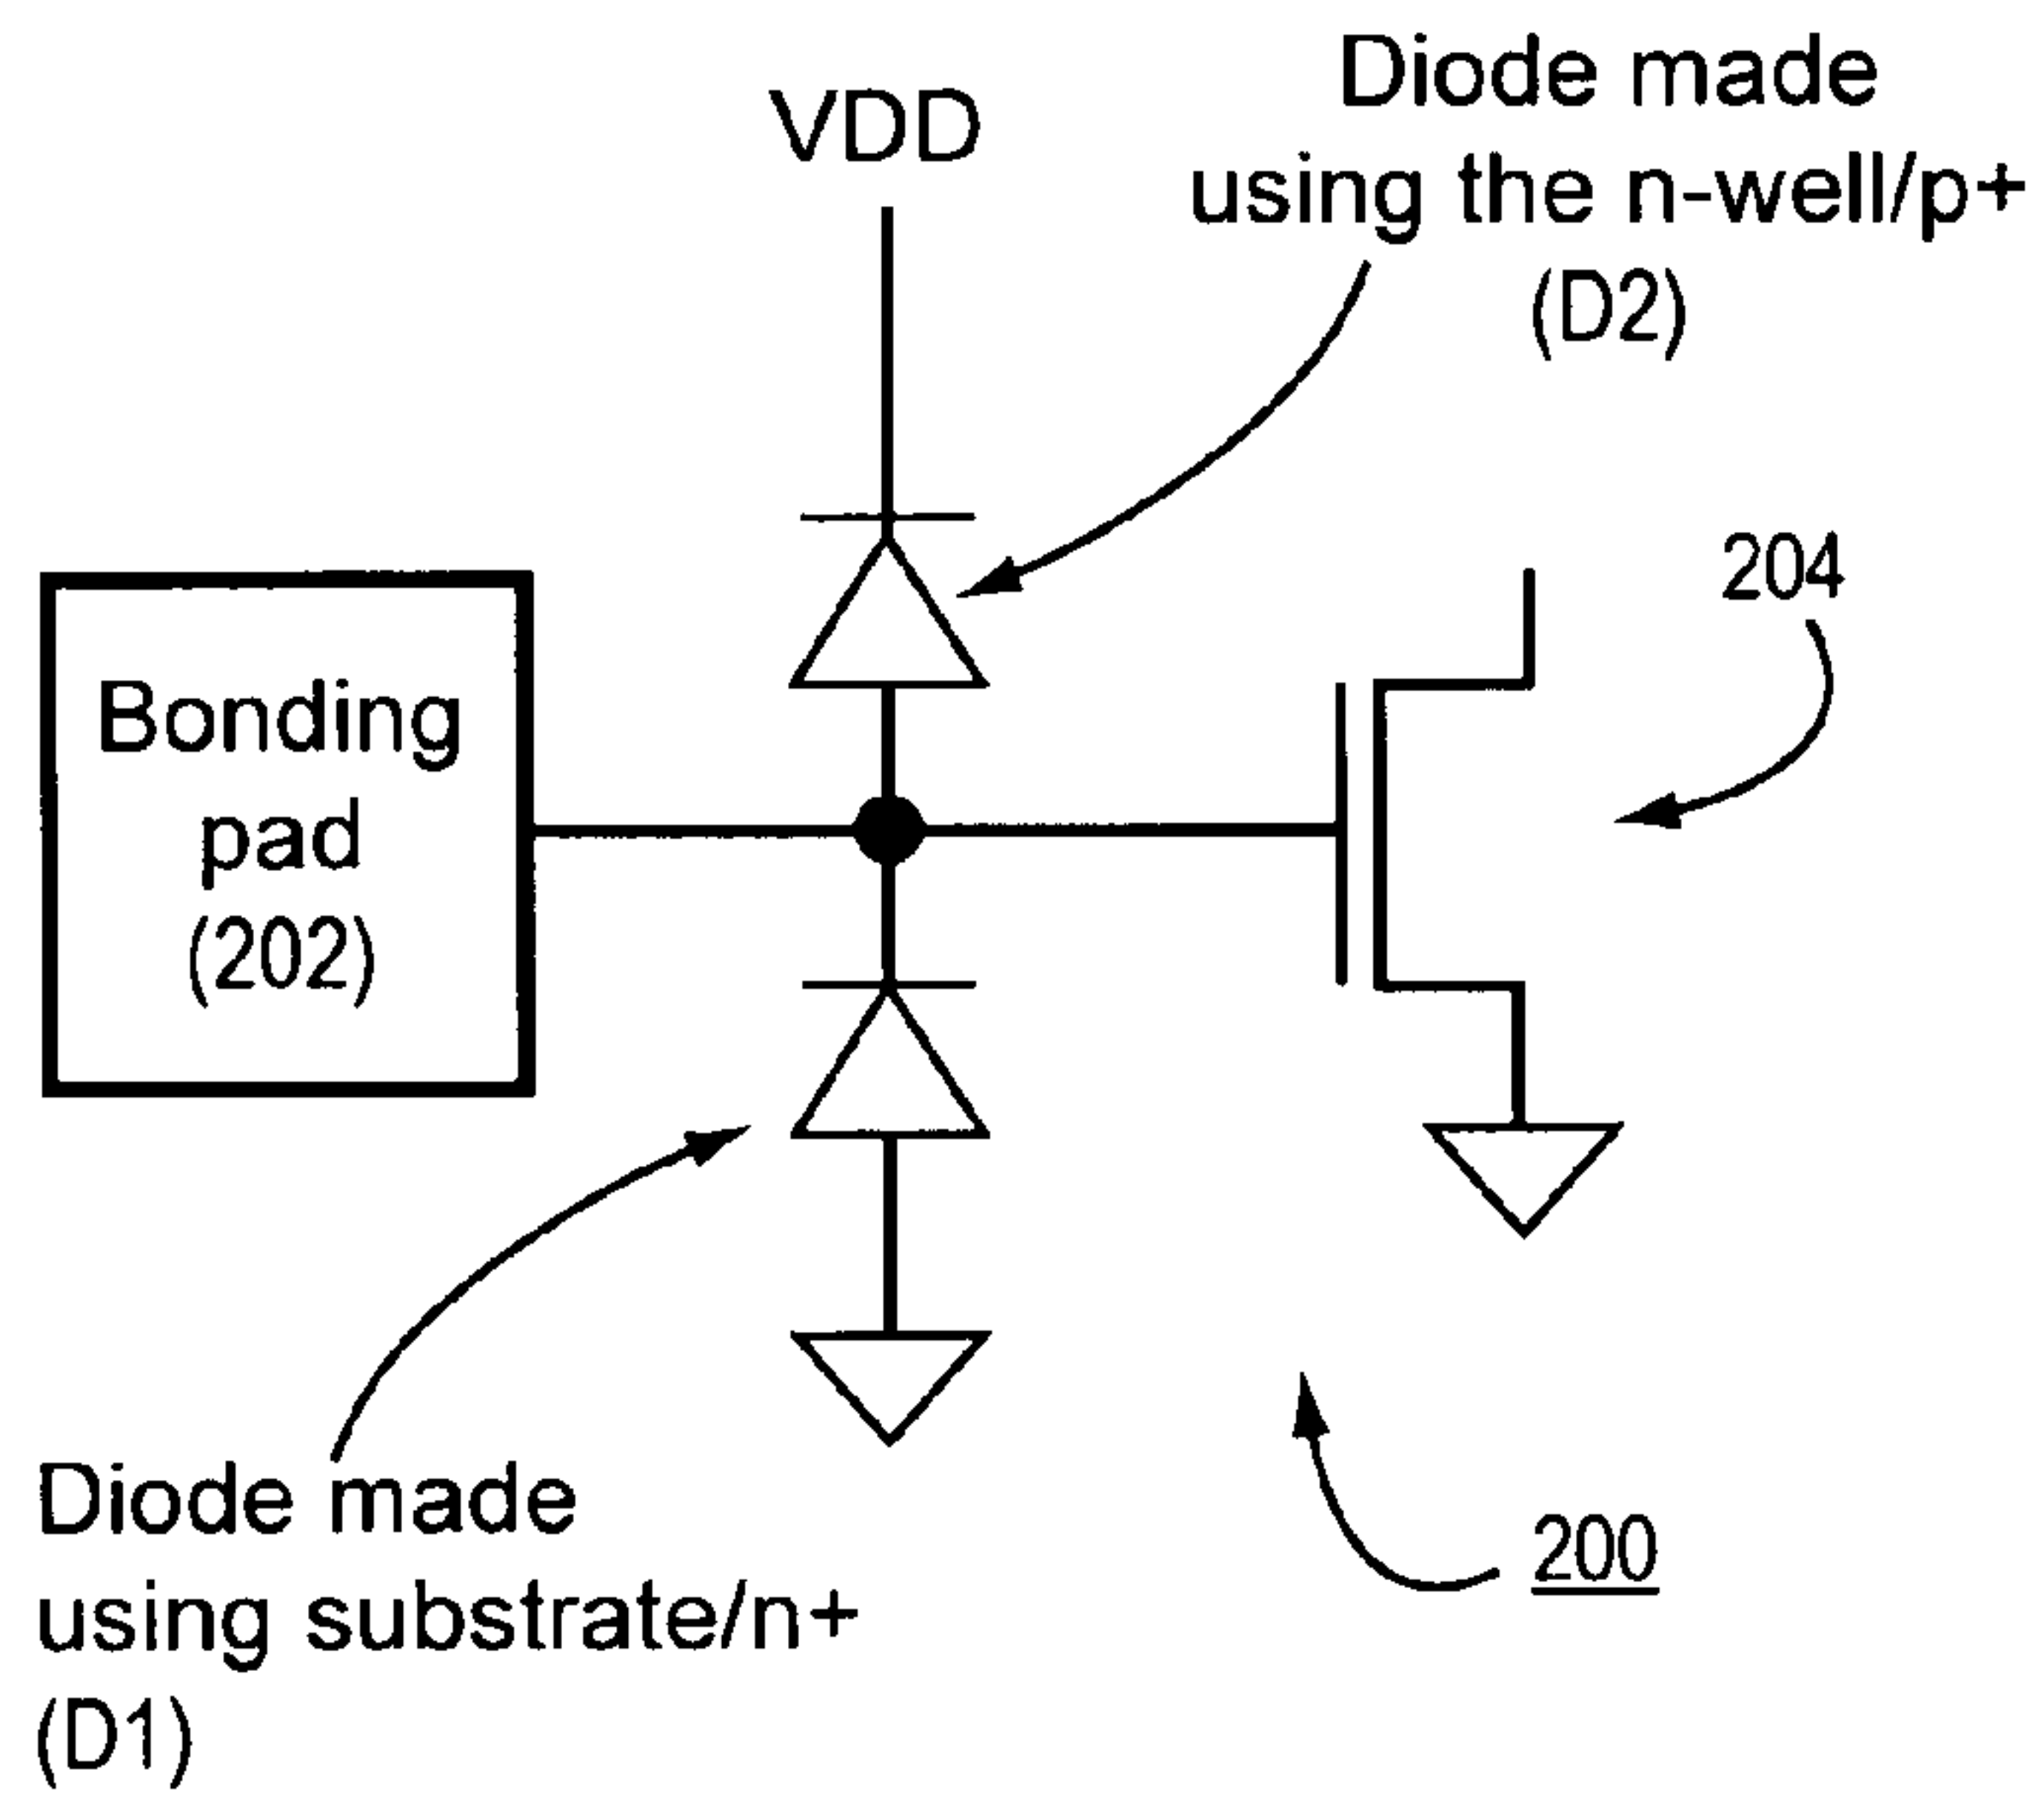 VDD
Diode made
using the n-well/p+
(D2)
204
Bonding
pad
(202)
Diode made
using substrate/n+
(D1)
200